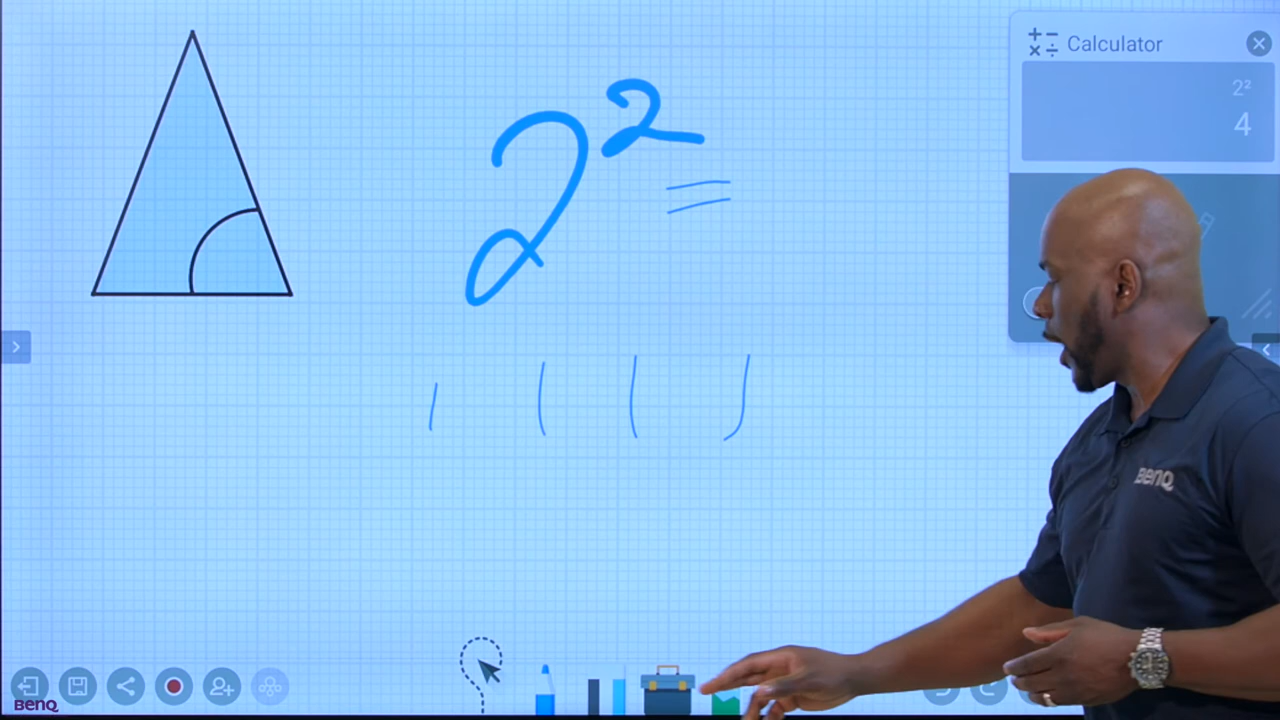 Calculator
2²
4
2² =
| | | J
BenQ
BenQ